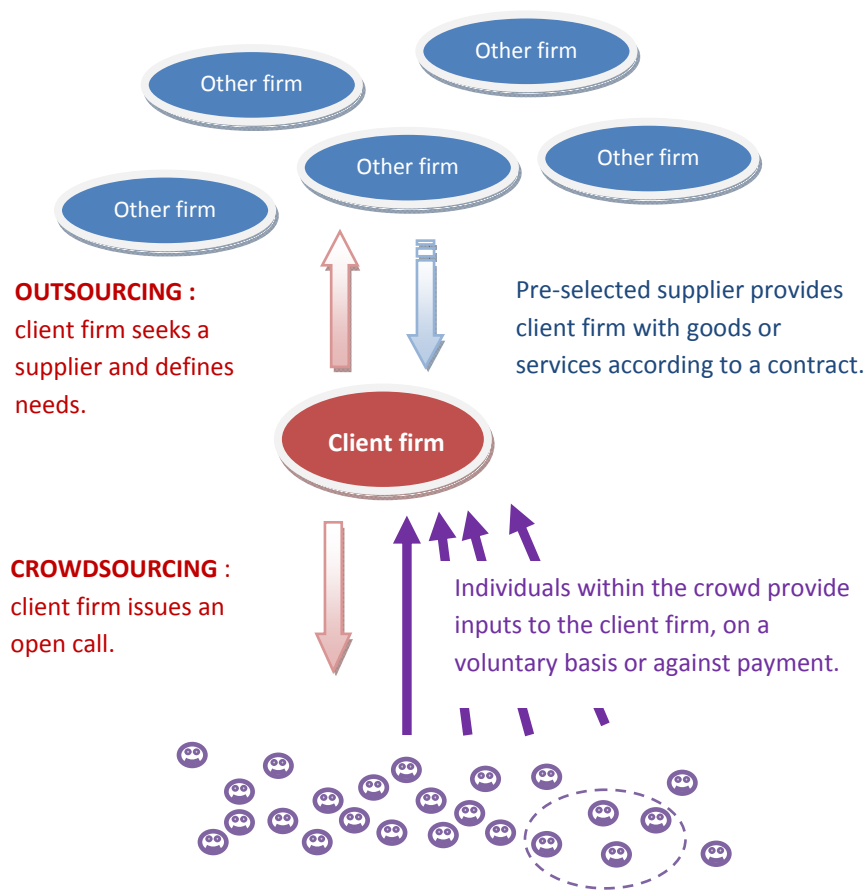 Other firm
Other firm
Other firm
Other firm
Other firm
OUTSOURCING :
client firm seeks a
supplier and defines
needs.
Pre-selected supplier provides
client firm with goods or
services according to a contract.
Client firm
CROWDSOURCING :
client firm issues an
open call.
Individuals within the crowd provide
inputs to the client firm, on a
voluntary basis or against payment.